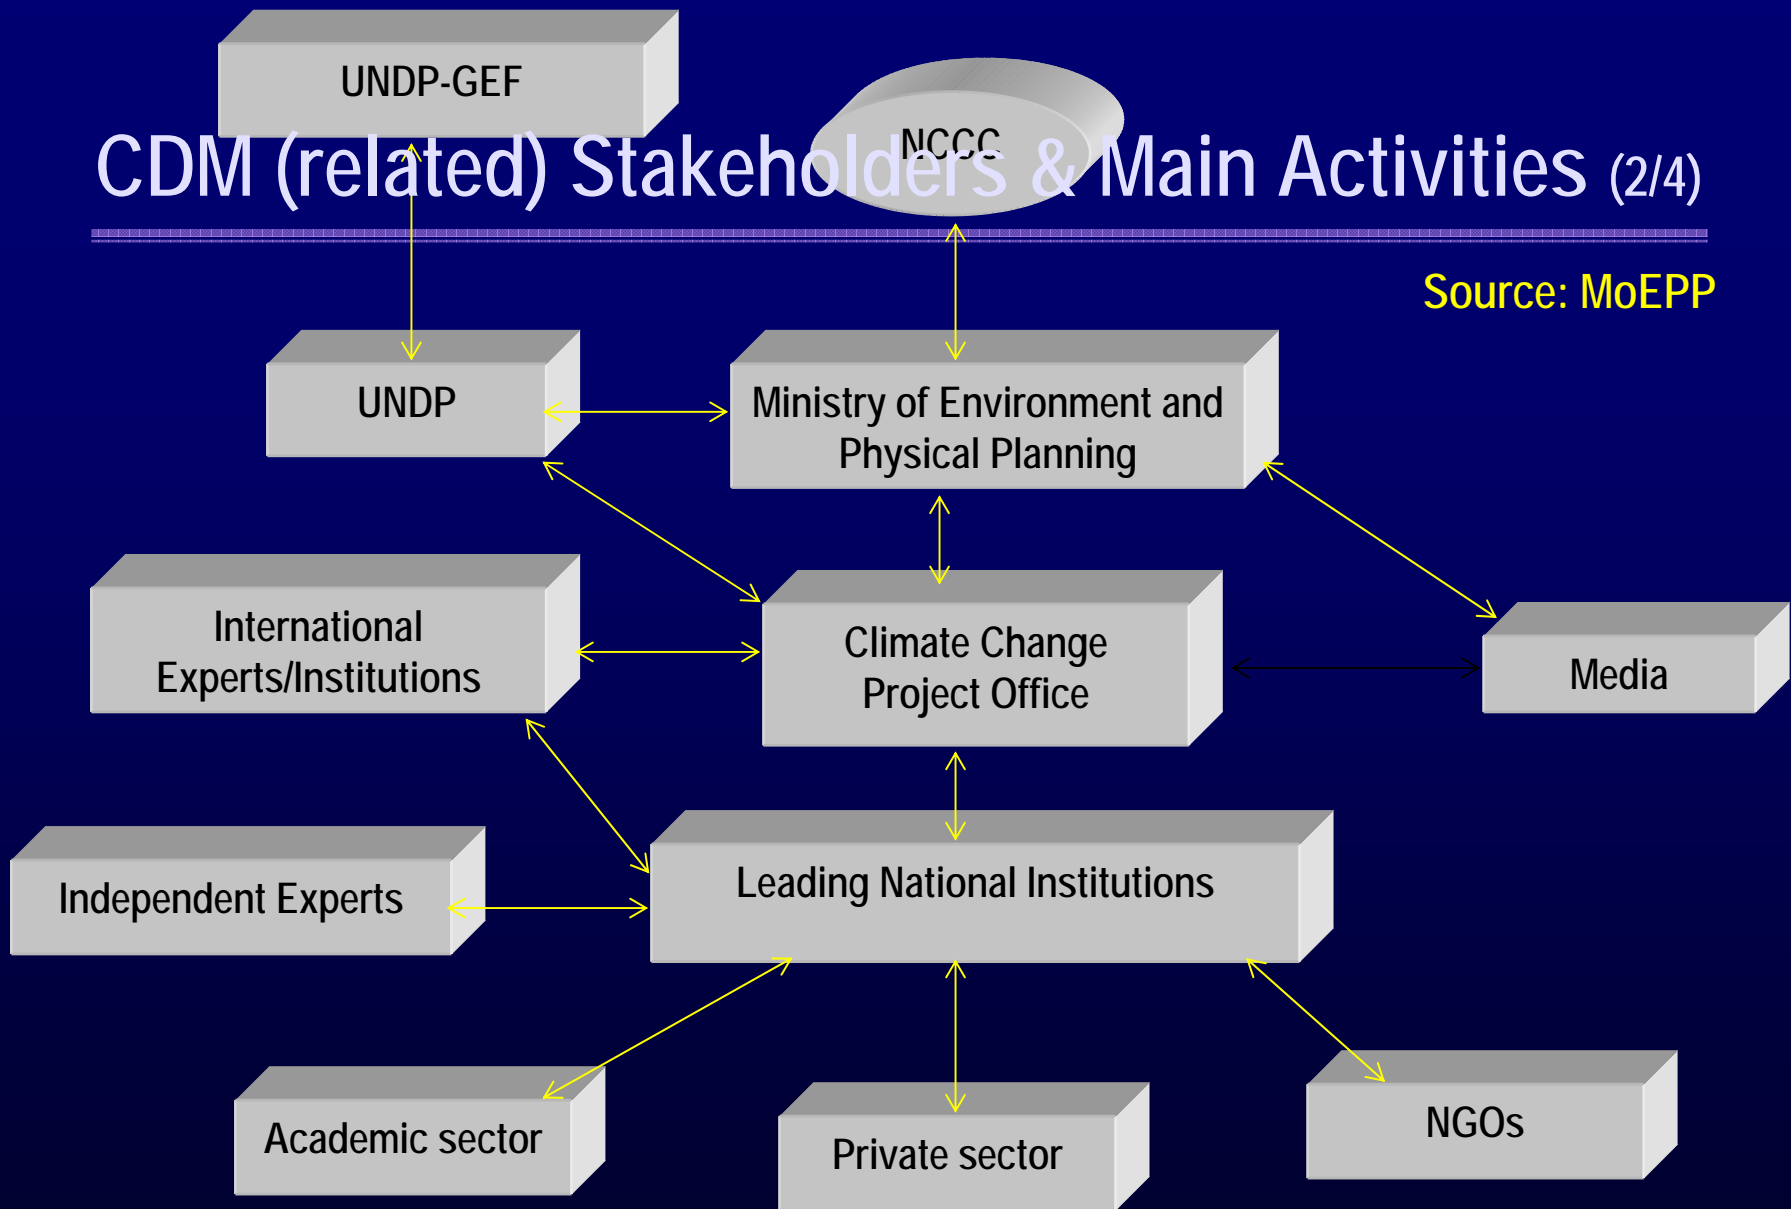 UNDP-GEF
NCCC
CDM (related) Stakeholders & Main Activities (2/4)
Source: MoEPP
UNDP
Ministry of Environment and
Physical Planning
International
Experts/Institutions
Climate Change
Project Office
Media
Independent Experts
Leading National Institutions
Academic sector
Private sector
NGOs